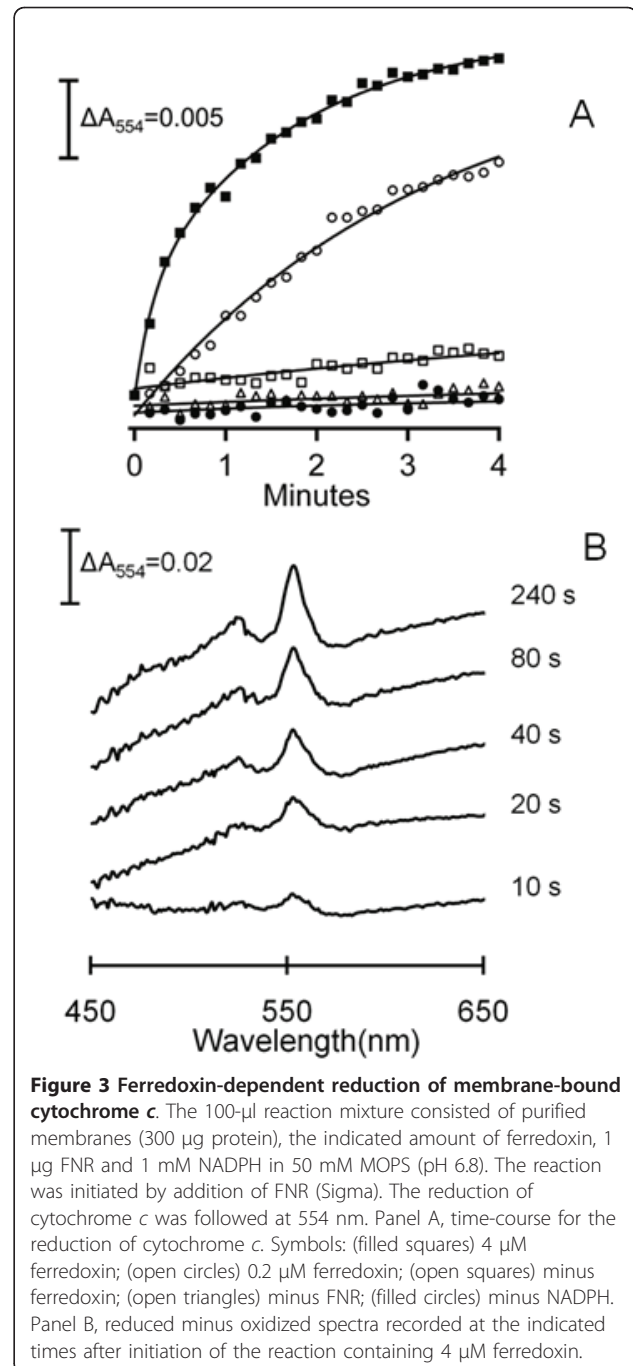 ΔA554=0.005
A
0 1 2 3 4
Minutes
B
ΔA554=0.02
240 s
80 s
40 s
20 s
10 s
450 550 650
Wavelength(nm)
Figure 3 Ferredoxin-dependent reduction of membrane-bound
cytochrome c. The 100-μl reaction mixture consisted of purified
membranes (300 μg protein), the indicated amount of ferredoxin, 1
μg FNR and 1 mM NADPH in 50 mM MOPS (pH 6.8). The reaction
was initiated by addition of FNR (Sigma). The reduction of
cytochrome c was followed at 554 nm. Panel A, time-course for the
reduction of cytochrome c. Symbols: (filled squares) 4 μM
ferredoxin; (open circles) 0.2 μM ferredoxin; (open squares) minus
ferredoxin; (open triangles) minus FNR; (filled circles) minus NADPH.
Panel B, reduced minus oxidized spectra recorded at the indicated
times after initiation of the reaction containing 4 μM ferredoxin.